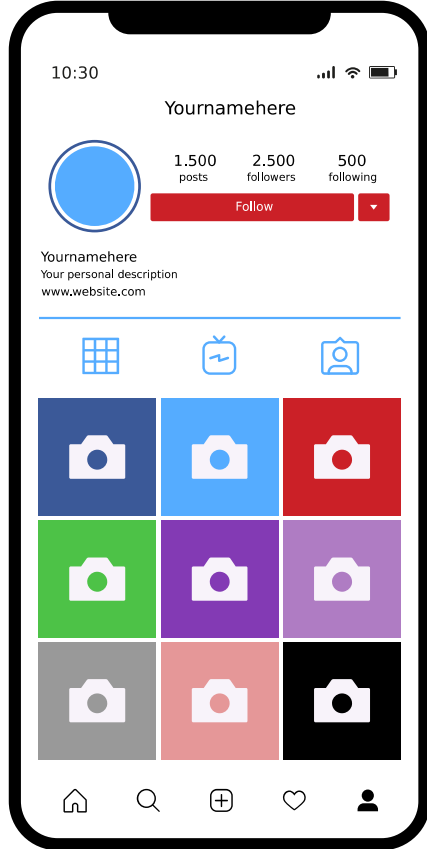 10:30
Yournamehere
1.500 2.500 500
posts followers following
Follow
Yournamehere
Your personal description
www.website.com